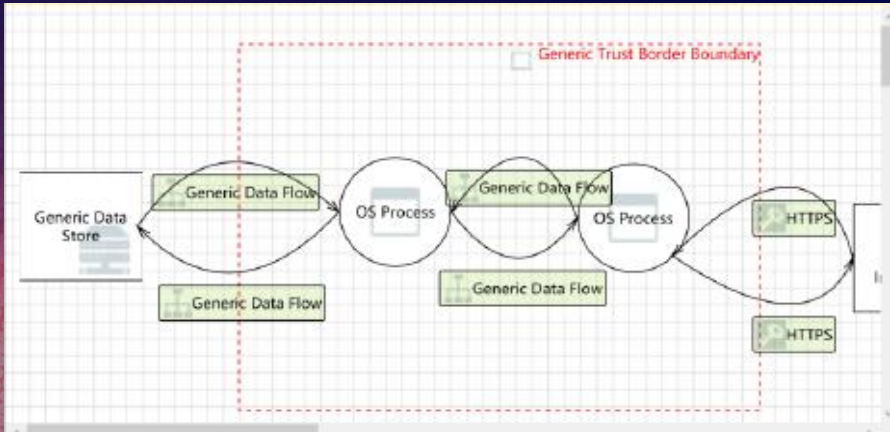 Generic Trust Border Boundary
Generic Data Flow
Generic Data Flow
Generic Data
Store
OS Process
OS Process
HTTPS
Generic Data Flow
Generic Data Flow
HTTPS